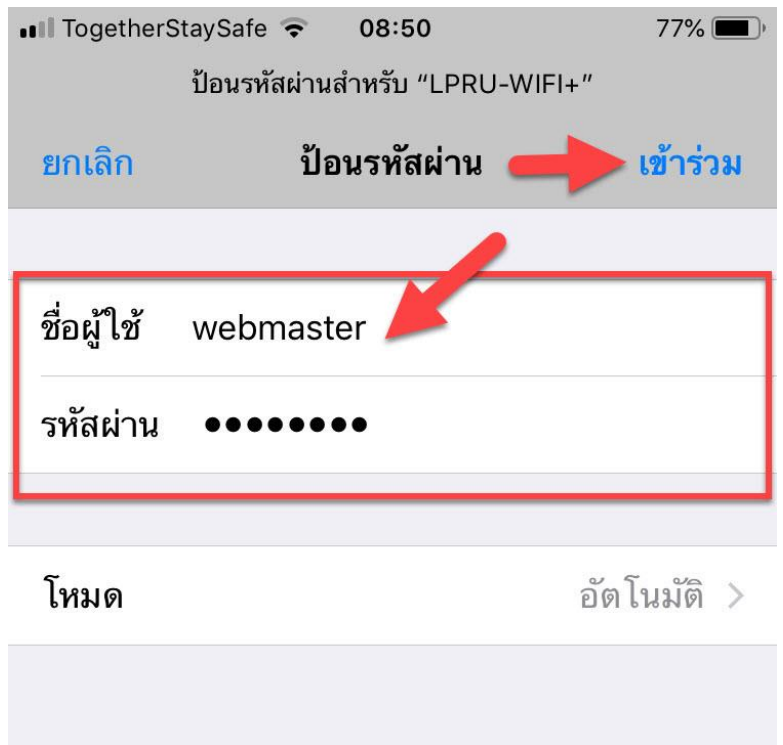 TogetherStaySafe 08:50 77%
ป้อนรหัสผ่านสำหรับ “LPRU-WIFI+”
ยกเลิก ป้อนรหัสผ่าน เข้าร่วม
ชื่อผู้ใช้ webmaster
รหัสผ่าน ●●●●●●●●
โหมด อัตโนมัติ >